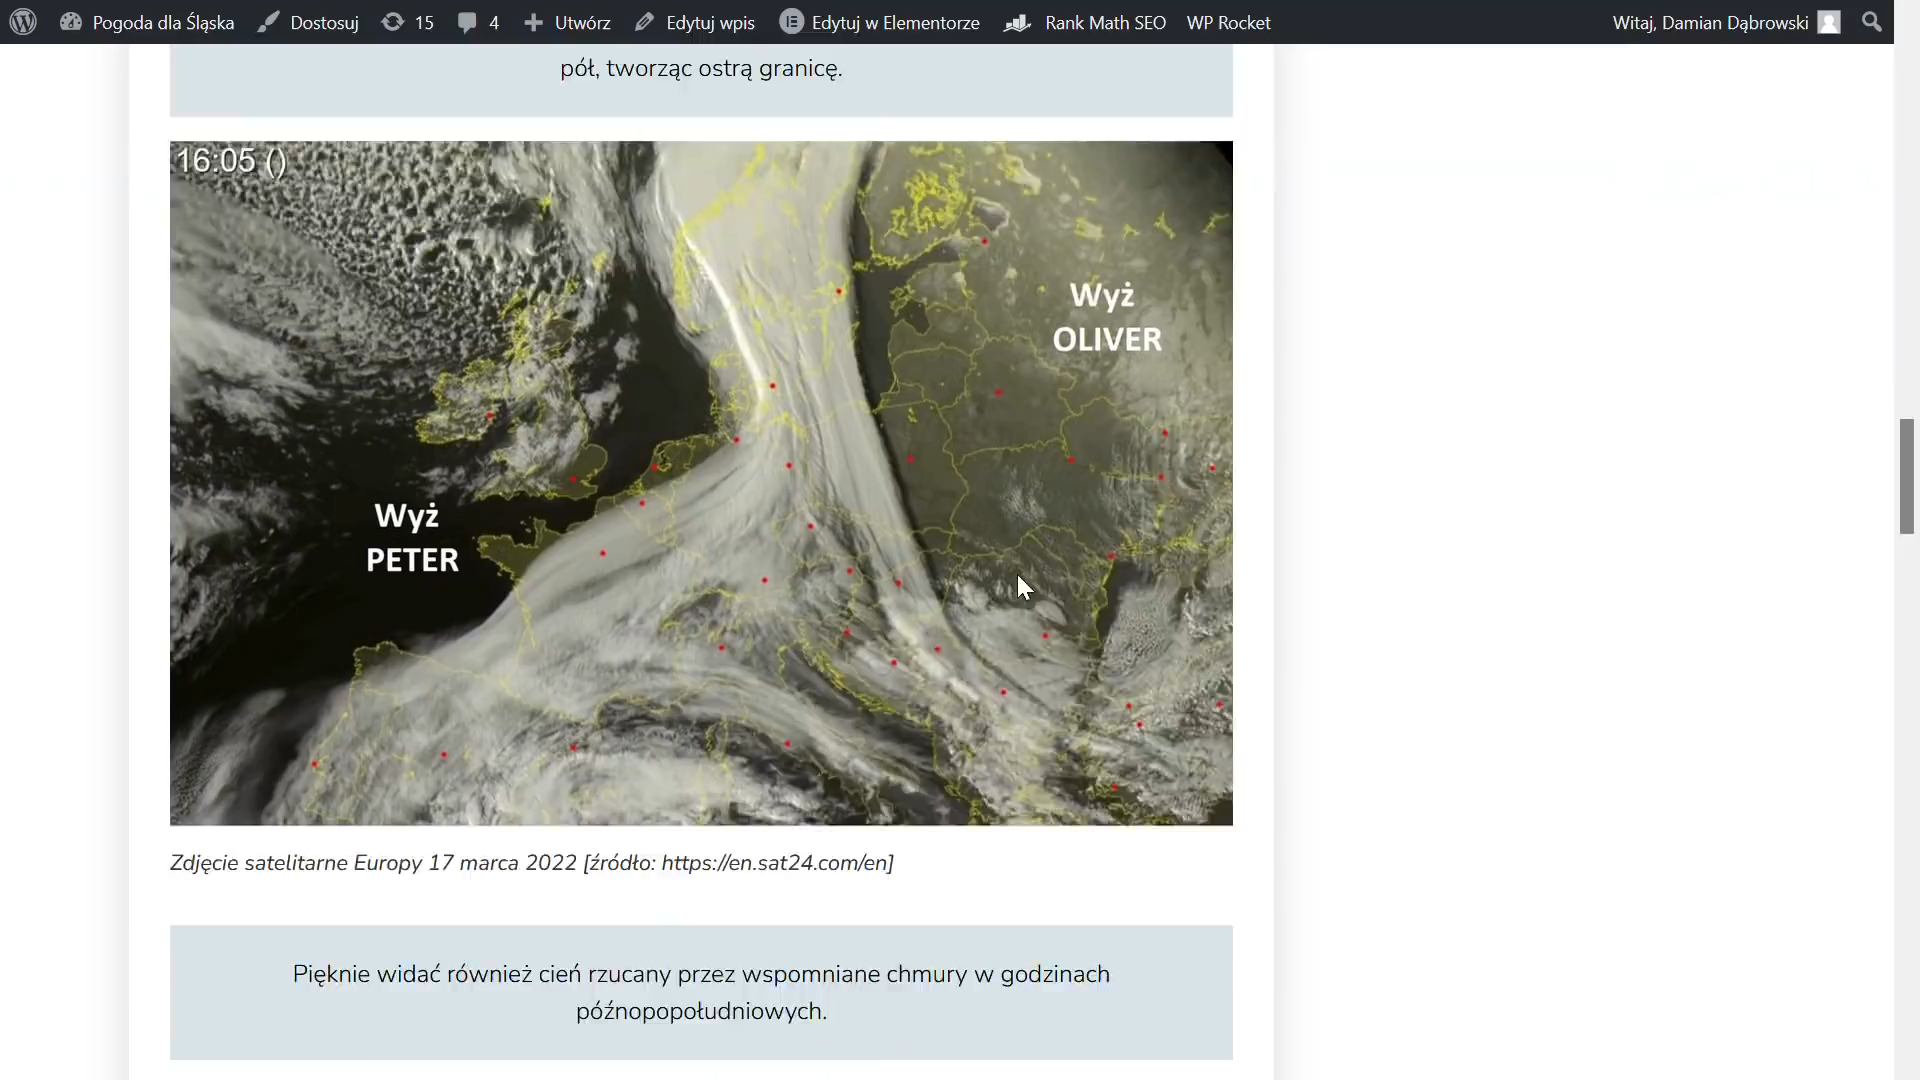 Pogoda dla Śląska Dostosuj 15 4 Utwórz Edytuj wpis Edytuj w Elementorze Rank Math SEO WP Rocket Witaj, Damian Dąbrowski
pół, tworząc ostrą granicę.
16:05 ()
Wyż
OLIVER
Wyż
PETER
Zdjęcie satelitarne Europy 17 marca 2022 [źródło: https://en.sat24.com/en]
Pięknie widać również cień rzucany przez wspomniane chmury w godzinach
późnopopołudniowych.